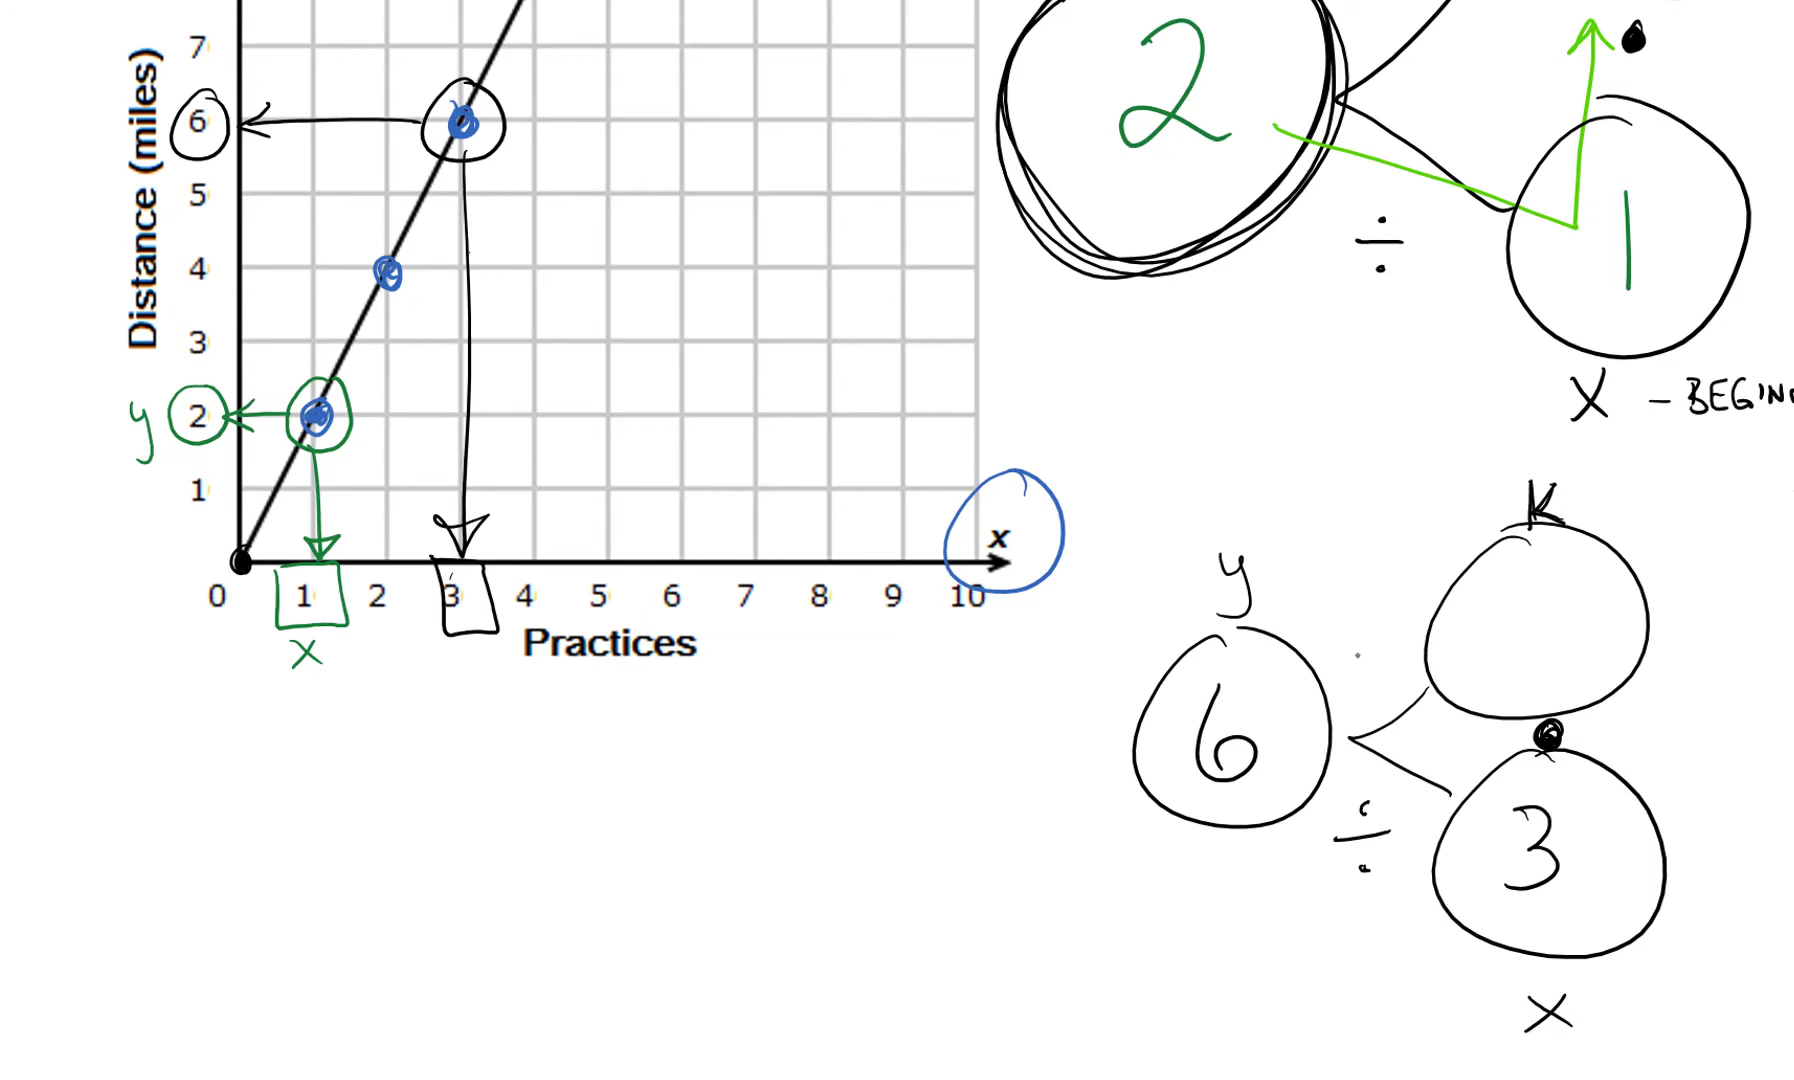 7
Distance (miles)
6
5
4
3
y 2
1
0 1 2 3 4 5 6 7 8 9 10
x
x
Practices
2
÷
1
X - BEGIN
K
y
6
÷
3
X